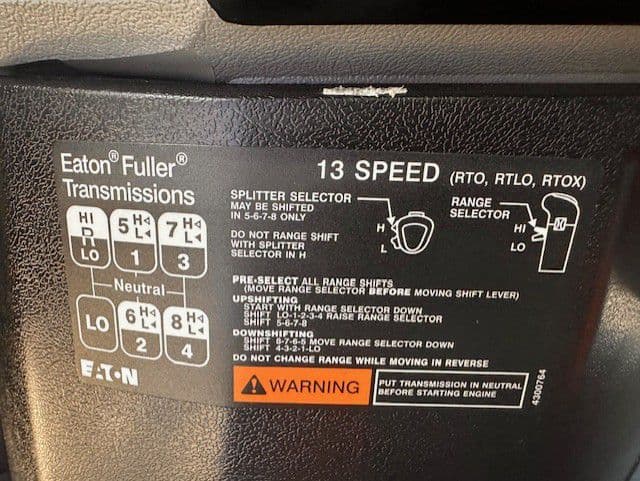 Eaton® Fuller®
Transmissions
13 SPEED (RTO, RTLO, RTOX)
HI
R
LO
5 H
L
1
7 H
L
3
Neutral
LO
6 H
L
2
8 H
L
4
EATON
SPLITTER SELECTOR
MAY BE SHIFTED
IN 5-6-7-8 ONLY
DO NOT RANGE SHIFT
WITH SPLITTER
SELECTOR IN H
H
L
RANGE
SELECTOR
HI
LO
PRE-SELECT ALL RANGE SHIFTS
(MOVE RANGE SELECTOR BEFORE MOVING SHIFT LEVER)
UPSHIFTING
START WITH RANGE SELECTOR DOWN
SHIFT LO-1-2-3-4 RAISE RANGE SELECTOR
SHIFT 5-6-7-8
DOWNSHIFTING
SHIFT 8-7-6-5 MOVE RANGE SELECTOR DOWN
SHIFT 4-3-2-1-LO
DO NOT CHANGE RANGE WHILE MOVING IN REVERSE
WARNING
PUT TRANSMISSION IN NEUTRAL
BEFORE STARTING ENGINE
4300764